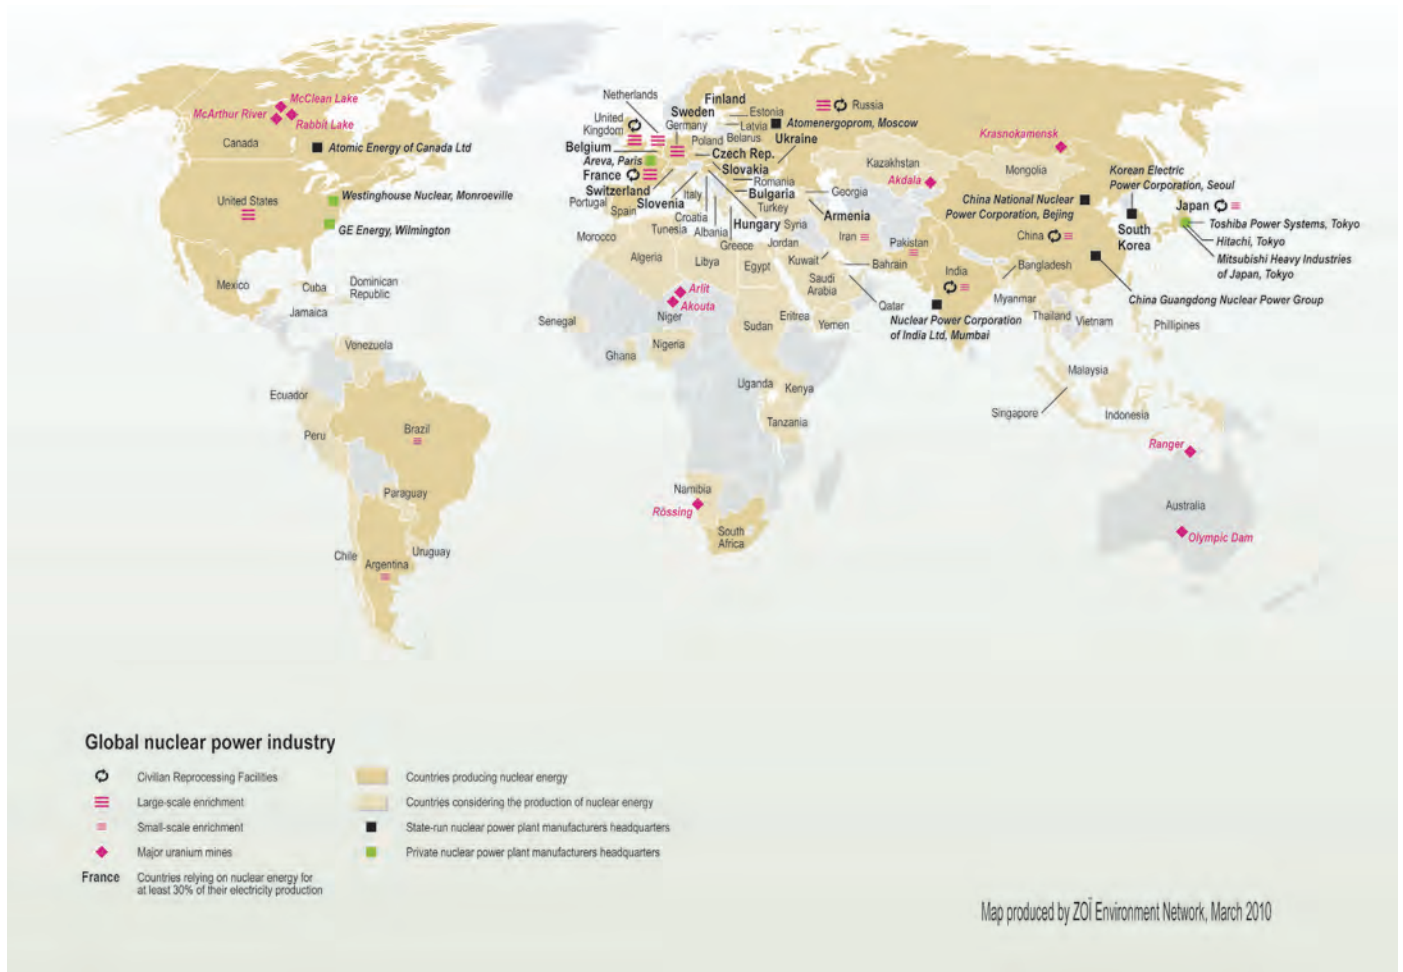 McClean Lake
McArthur River
Rabbit Lake
Canada
Atomic Energy of Canada Ltd
Westinghouse Nuclear, Monroeville
United States
GE Energy, Wilmington
Mexico
Cuba
Dominican
Republic
Jamaica
Venezuela
Ecuador
Peru
Brazil
Paraguay
Chile
Uruguay
Argentina
Netherlands
Finland
Sweden
Estonia
United
Kingdom
Germany
Latvia
Belarus
Poland
Ukraine
Belgium
Czech Rep.
Areva, Paris
Slovakia
France
Romania
Switzerland
Bulgaria
Portugal
Spain
Slovenia
Italy
Turkey
Croatia
Hungary
Syria
Albania
Greece
Georgia
Armenia
Russia
Atomenergoprom, Moscow
Krasnokamensk
Kazakhstan
Akdala
Mongolia
Korean Electric
Power Corporation, Seoul
China National Nuclear
Power Corporation, Bejing
Japan
South
Korea
Toshiba Power Systems, Tokyo
Hitachi, Tokyo
Mitsubishi Heavy Industries
of Japan, Tokyo
China
China Guangdong Nuclear Power Group
Morocco
Tunesia
Algeria
Libya
Egypt
Jordan
Kuwait
Iran
Pakistan
Bahrain
Saudi
Arabia
Qatar
India
Bangladesh
Myanmar
Nuclear Power Corporation
of India Ltd, Mumbai
Thailand
Vietnam
Phillipines
Malaysia
Singapore
Indonesia
Arlit
Akouta
Niger
Senegal
Ghana
Nigeria
Sudan
Eritrea
Yemen
Uganda
Kenya
Tanzania
Namibia
Rössing
South
Africa
Ranger
Australia
Olympic Dam
Global nuclear power industry
Civilian Reprocessing Facilities
Large-scale enrichment
Small-scale enrichment
Major uranium mines
France
Countries relying on nuclear energy for
at least 30% of their electricity production
Countries producing nuclear energy
Countries considering the production of nuclear energy
State-run nuclear power plant manufacturers headquarters
Private nuclear power plant manufacturers headquarters
Map produced by ZOÏ Environment Network, March 2010